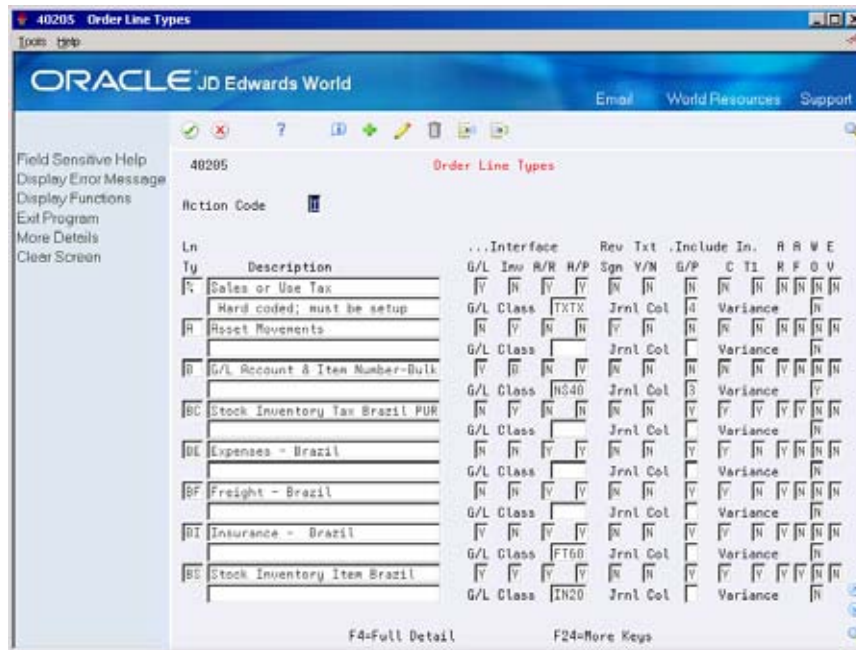 40205 Order Line Types
Tools Help
ORACLE JD Edwards World
Email World Resources Support
Field Sensitive Help
Display Error Message
Display Functions
Exit Program
More Details
Clear Screen
40205 Order Line Types
Action Code I
Ln ...Interface Rev Txt .Include In. A A W E
Ty Description G/L Inv A/R A/P Sgn Y/N G/P C T1 R F O V
% Sales or Use Tax Y N Y Y N N N N N N N N N
Hard coded; must be setup G/L Class TXTX Jrnl Col 4 Variance N
A Asset Movements N Y N N Y N N N N N N N N
G/L Class Jrnl Col Variance N
B G/L Account & Item Number-Bulk Y B N N N N N N N Y N N N
G/L Class NS40 Jrnl Col 3 Variance Y
BC Stock Inventory Tax Brazil PUR N Y N N N N Y Y Y Y Y N N
G/L Class Jrnl Col Variance N
BE Expenses - Brazil N N Y Y N N Y Y N Y N N N
G/L Class Jrnl Col Variance N
BF Freight - Brazil N N Y Y N N Y Y N Y N N N
G/L Class Jrnl Col Variance N
BI Insurance - Brazil Y N Y Y N N Y Y N Y N N N
G/L Class FT60 Jrnl Col Variance N
BS Stock Inventory Item Brazil Y Y Y Y N N Y Y Y Y Y N N
G/L Class IN20 Jrnl Col Variance N
F4=Full Detail F24=More Keys